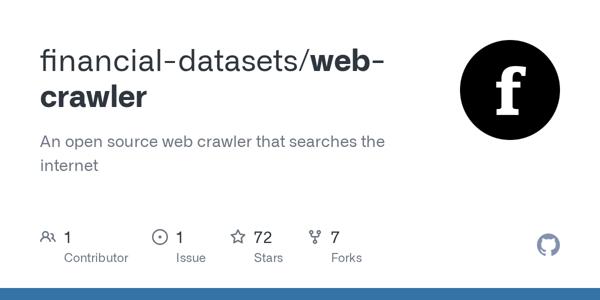 financial-datasets/web-
crawler
An open source web crawler that searches the
internet
f
1 1 72 7
Contributor Issue Stars Forks